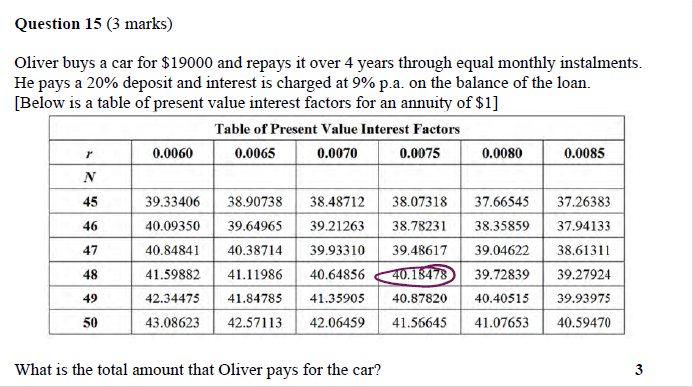 Question 15 (3 marks)
Oliver buys a car for $19000 and repays it over 4 years through equal monthly instalments.
He pays a 20% deposit and interest is charged at 9% p.a. on the balance of the loan.
[Below is a table of present value interest factors for an annuity of $1]
Table of Present Value Interest Factors
r 0.0060 0.0065 0.0070 0.0075 0.0080 0.0085
N
45 39.33406 38.90738 38.48712 38.07318 37.66545 37.26383
46 40.09350 39.64965 39.21263 38.78231 38.35859 37.94133
47 40.84841 40.38714 39.93310 39.48617 39.04622 38.61311
48 41.59882 41.11986 40.64856 40.18478 39.72839 39.27924
49 42.34475 41.84785 41.35905 40.87820 40.40515 39.93975
50 43.08623 42.57113 42.06459 41.56645 41.07653 40.59470
What is the total amount that Oliver pays for the car? 3